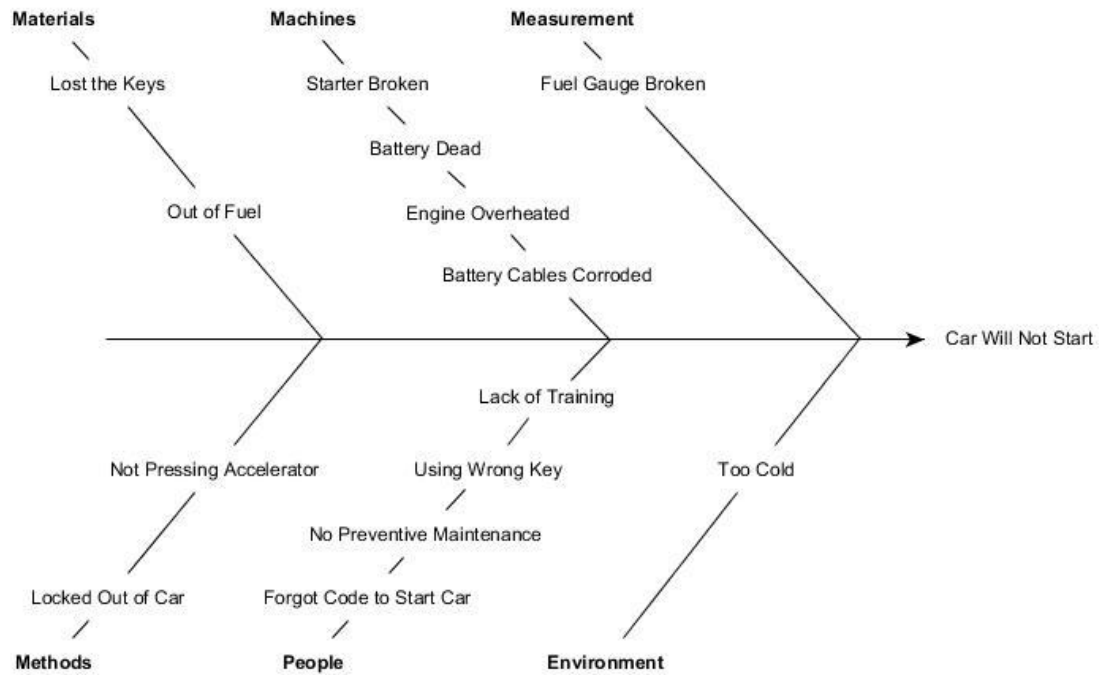 Materials
Machines
Measurement
Lost the Keys
Starter Broken
Fuel Gauge Broken
Battery Dead
Out of Fuel
Engine Overheated
Battery Cables Corroded
Car Will Not Start
Lack of Training
Not Pressing Accelerator
Using Wrong Key
Too Cold
No Preventive Maintenance
Locked Out of Car
Forgot Code to Start Car
Methods
People
Environment